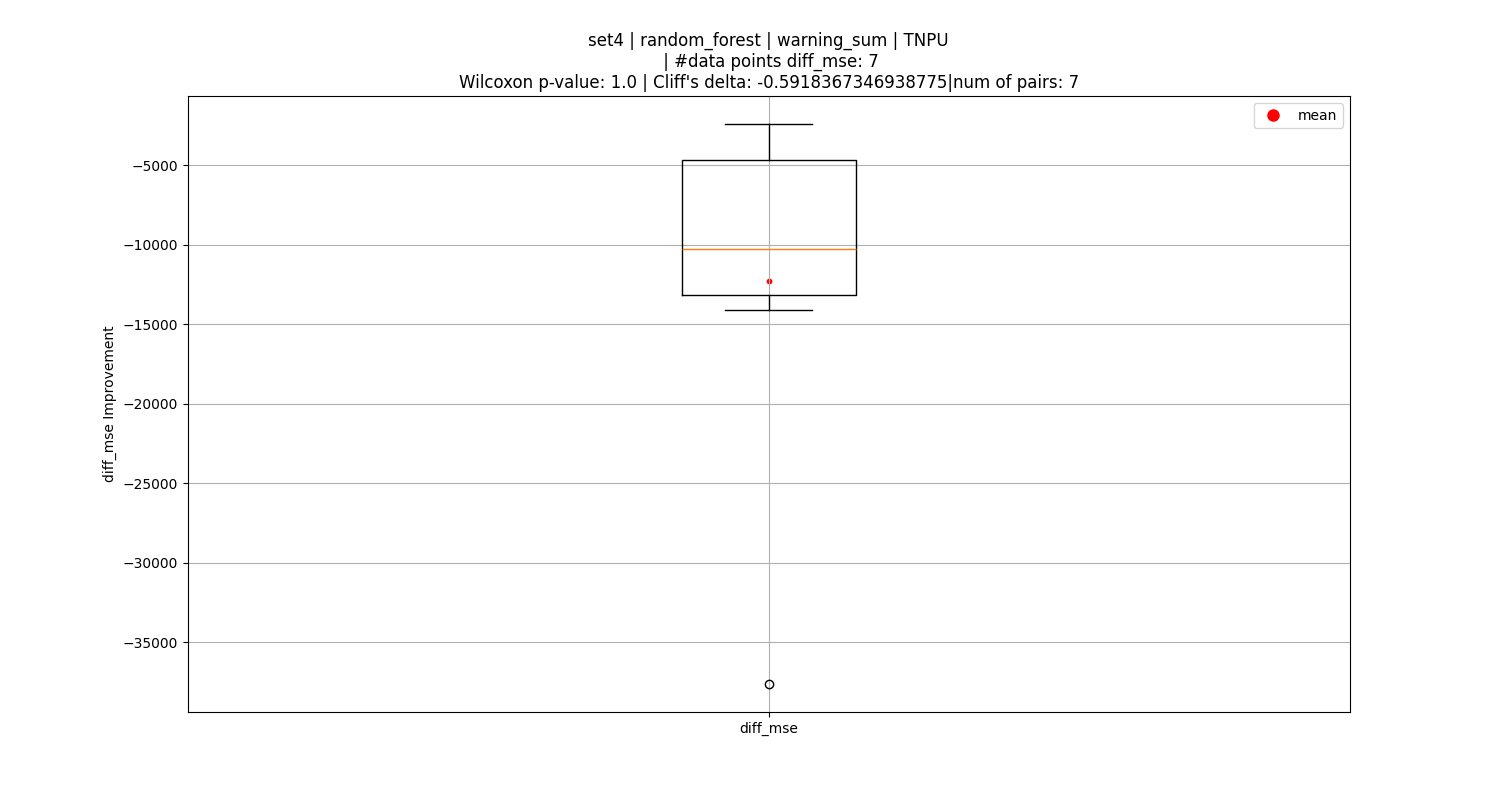 set4 | random_forest | warning_sum | TNPU
| #data points diff_mse: 7
Wilcoxon p-value: 1.0 | Cliff's delta: -0.5918367346938775|num of pairs: 7
mean
−5000
−10000
−15000
−20000
−25000
−30000
−35000
diff_mse Improvement
diff_mse